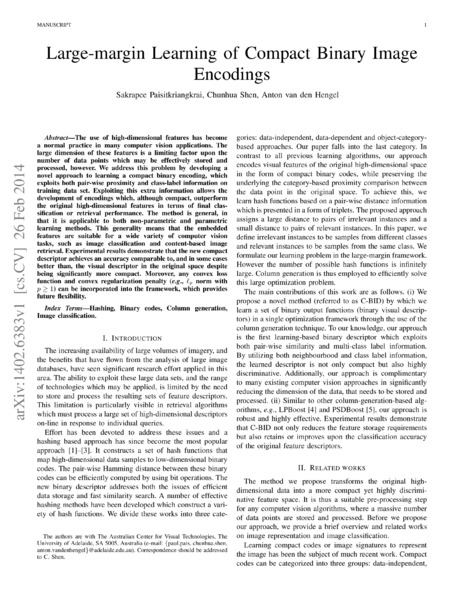 MANUSCRIPT 1
Large-margin Learning of Compact Binary Image
Encodings
Sakrapee Paisitkriangkrai, Chunhua Shen, Anton van den Hengel
arXiv:1402.6383v1 [cs.CV] 26 Feb 2014
Abstract—The use of high-dimensional features has become
a normal practice in many computer vision applications. The
large dimension of these features is a limiting factor upon the
number of data points which may be effectively stored and
processed, however. We address this problem by developing a
novel approach to learning a compact binary encoding, which
exploits both pair-wise proximity and class-label information on
training data set. Exploiting this extra information allows the
development of encodings which, although compact, outperform
the original high-dimensional features in terms of final clas-
sification or retrieval performance. The method is general, in
that it is applicable to both non-parametric and parametric
learning methods. This generality means that the embedded
features are suitable for a wide variety of computer vision
tasks, such as image classification and content-based image
retrieval. Experimental results demonstrate that the new compact
descriptor achieves an accuracy comparable to, and in some cases
better than, the visual descriptor in the original space despite
being significantly more compact. Moreover, any convex loss
function and convex regularization penalty (e.g., ℓp norm with
p ≥ 1) can be incorporated into the framework, which provides
future flexibility.
Index Terms—Hashing, Binary codes, Column generation,
Image classification.
I. INTRODUCTION
The increasing availability of large volumes of imagery, and
the benefits that have flown from the analysis of large image
databases, have seen significant research effort applied in this
area. The ability to exploit these large data sets, and the range
of technologies which may be applied, is limited by the need
to store and process the resulting sets of feature descriptors.
This limitation is particularly visible in retrieval algorithms
which must process a large set of high-dimensional descriptors
on-line in response to individual queries.
Effort has been devoted to address these issues and a
hashing based approach has since become the most popular
approach [1]–[3]. It constructs a set of hash functions that
map high-dimensional data samples to low-dimensional binary
codes. The pair-wise Hamming distance between these binary
codes can be efficiently computed by using bit operations. The
new binary descriptor addresses both the issues of efficient
data storage and fast similarity search. A number of effective
hashing methods have been developed which construct a vari-
ety of hash functions. We divide these works into three cate-
The authors are with The Australian Center for Visual Technologies, The
University of Adelaide, SA 5005, Australia (e-mail: {paul.pais, chunhua.shen,
anton.vandenhengel}@adelaide.edu.au). Correspondence should be addressed
to C. Shen.
gories: data-independent, data-dependent and object-category-
based approaches. Our paper falls into the last category. In
contrast to all previous learning algorithms, our approach
encodes visual features of the original high-dimensional space
in the form of compact binary codes, while preserving the
underlying the category-based proximity comparison between
the data point in the original space. To achieve this, we
learn hash functions based on a pair-wise distance information
which is presented in a form of triplets. The proposed approach
assigns a large distance to pairs of irrelevant instances and a
small distance to pairs of relevant instances. In this paper, we
define irrelevant instances to be samples from different classes
and relevant instances to be samples from the same class. We
formulate our learning problem in the large-margin framework.
However the number of possible hash functions is infinitely
large. Column generation is thus employed to efficiently solve
this large optimization problem.
The main contributions of this work are as follows. (i) We
propose a novel method (referred to as C-BID) by which we
learn a set of binary output functions (binary visual descrip-
tors) in a single optimization framework through the use of the
column generation technique. To our knowledge, our approach
is the first learning-based binary descriptor which exploits
both pair-wise similarity and multi-class label information.
By utilizing both neighbourhood and class label information,
the learned descriptor is not only compact but also highly
discriminative. Additionally, our approach is complimentary
to many existing computer vision approaches in significantly
reducing the dimension of the data, that needs to be stored and
processed. (ii) Similar to other column-generation-based alg-
orithms, e.g., LPBoost [4] and PSDBoost [5], our approach is
robust and highly effective. Experimental results demonstrate
that C-BID not only reduces the feature storage requirements
but also retains or improves upon the classification accuracy
of the original feature descriptors.
II. RELATED WORKS
The method we propose transforms the original high-
dimensional data into a more compact yet highly discrimi-
native feature space. It is thus a suitable pre-processing step
for any computer vision algorithms, where a massive number
of data points are stored and processed. Before we propose
our approach, we provide a brief overview and related works
on image representation and image classification.
Learning compact codes or image signatures to represent
the image has been the subject of much recent work. Compact
codes can be categorized into three groups: data-independent,